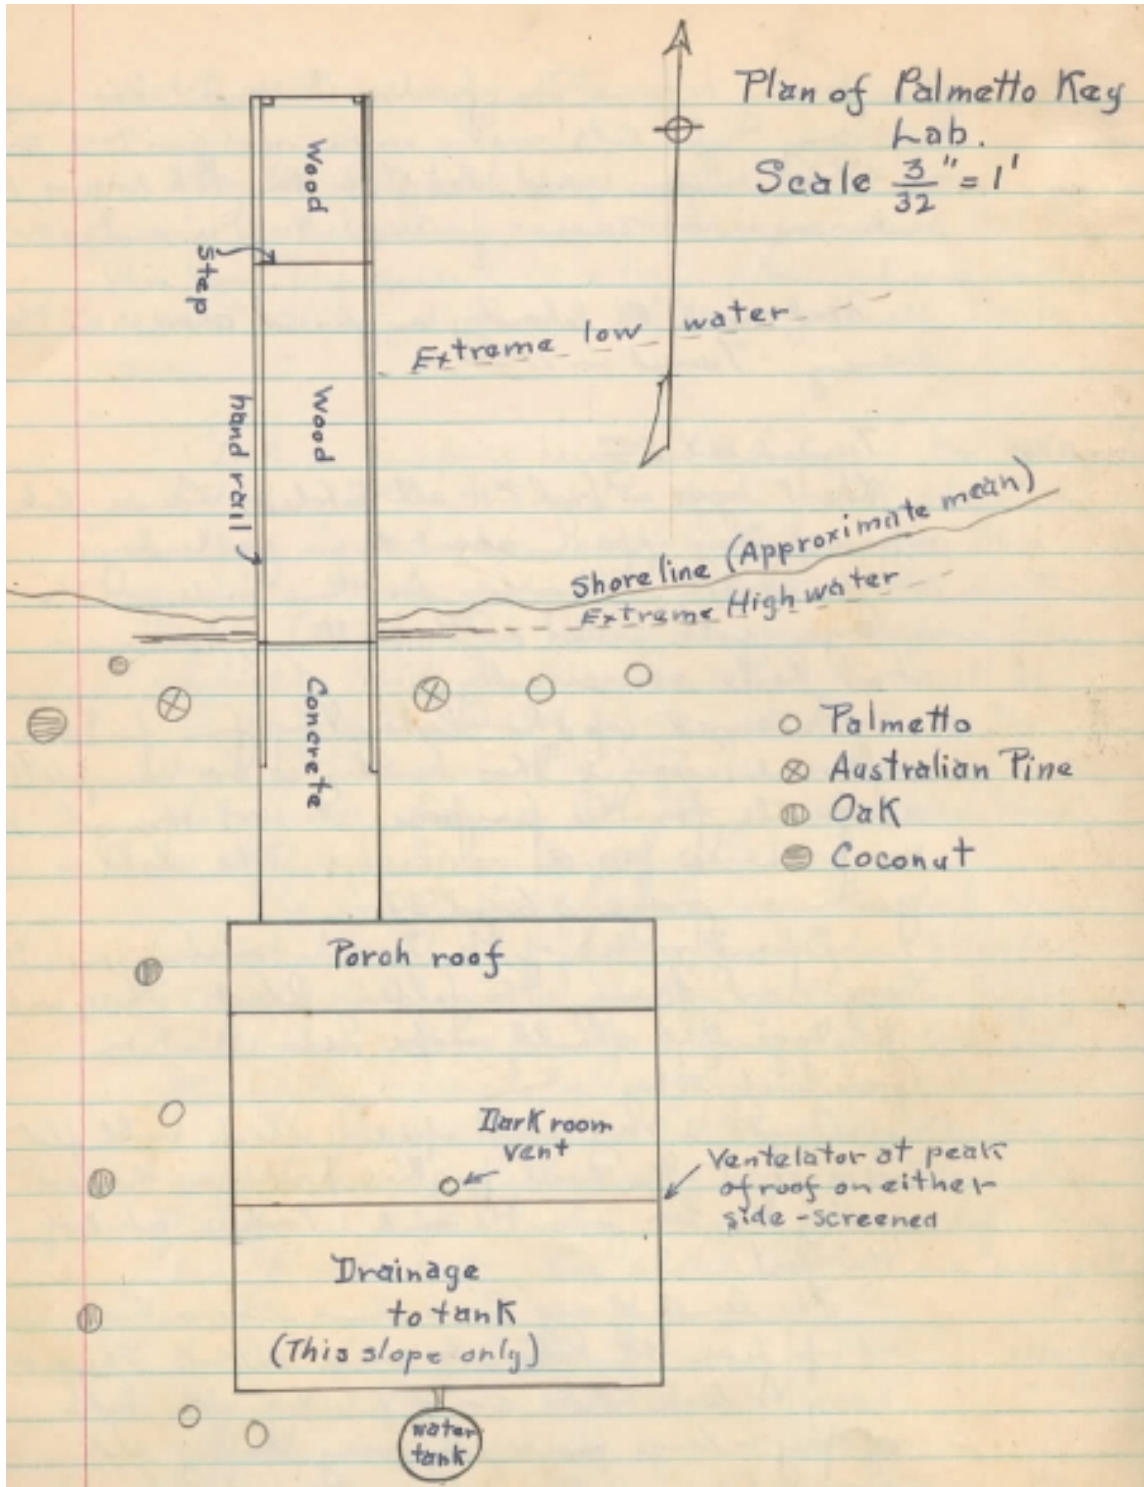 Plan of Palmetto Key
Lab.
Scale 3/32" = 1'
Wood
Step
Extreme low water
Wood
hand rail
Shoreline (Approximate mean)
Extreme High water
Concrete
Palmetto
Australian Pine
Oak
Coconut
Porch roof
Dark room
vent
Ventelator at peak
of roof on either
side - screened
Drainage
to tank
(This slope only)
water
tank